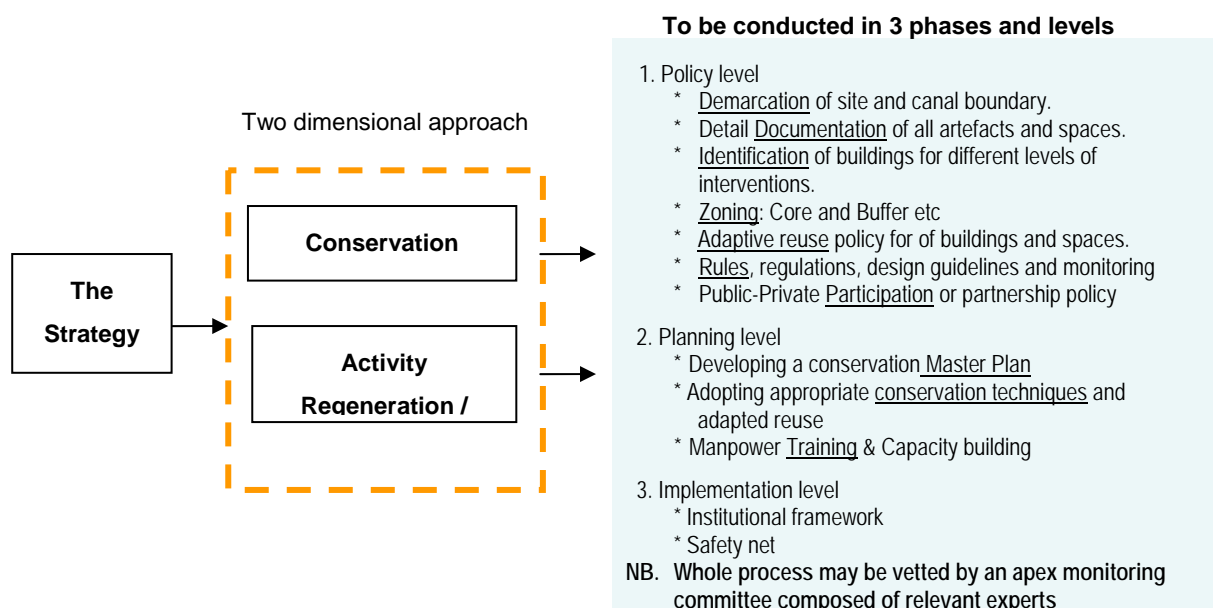 To be conducted in 3 phases and levels
Two dimensional approach
The
Strategy
Conservation
Activity
Regeneration /
1. Policy level
* Demarcation of site and canal boundary.
* Detail Documentation of all artefacts and spaces.
* Identification of buildings for different levels of
interventions.
* Zoning: Core and Buffer etc
* Adaptive reuse policy for of buildings and spaces.
* Rules, regulations, design guidelines and monitoring
* Public-Private Participation or partnership policy
2. Planning level
* Developing a conservation Master Plan
* Adopting appropriate conservation techniques and
adapted reuse
* Manpower Training & Capacity building
3. Implementation level
* Institutional framework
* Safety net
NB. Whole process may be vetted by an apex monitoring
committee composed of relevant experts